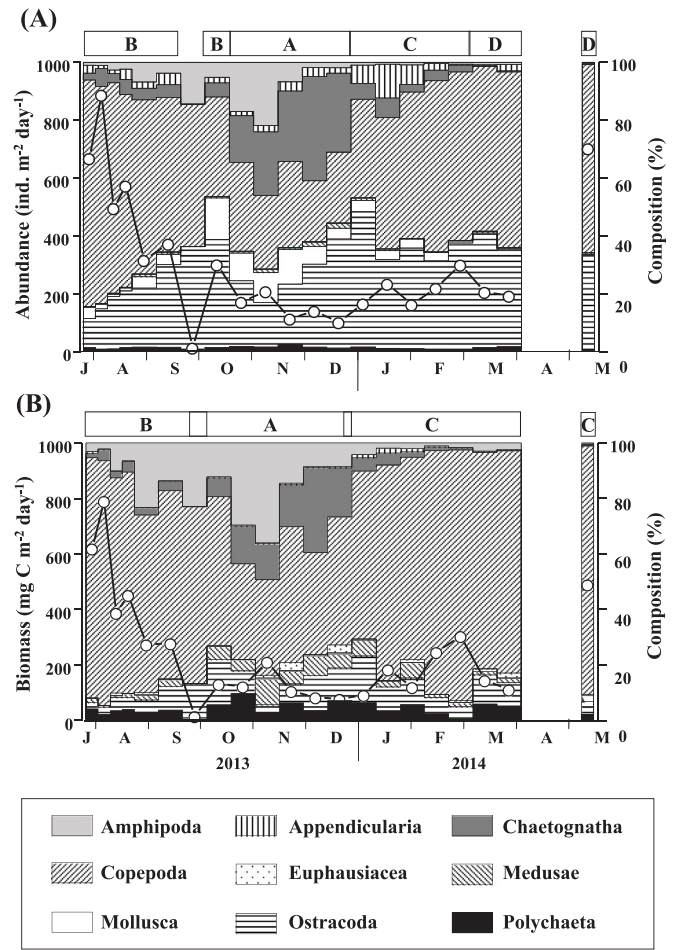 (A)
B B A C D D
1000 100
800 80
600 60
400 40
200 20
0 0
Abundance (ind. m-2 day-1)
Composition (%)
J A S O N D J F M A M
(B)
B A C C
1000 100
800 80
600 60
400 40
200 20
0 0
Biomass (mg C m-2 day-1)
Composition (%)
J A S O N D J F M A M
2013 2014
Amphipoda Appendicularia Chaetognatha
Copepoda Euphausiacea Medusae
Mollusca Ostracoda Polychaeta